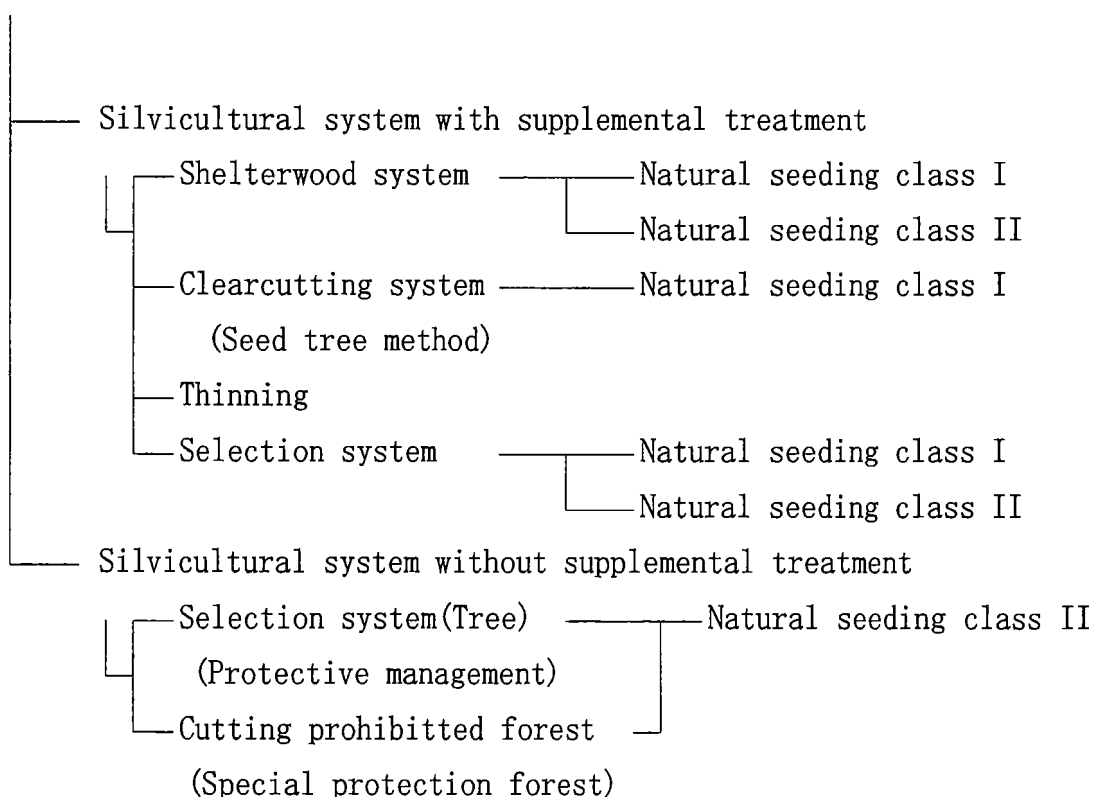 Silvicultural system with supplemental treatment
Shelterwood system Natural seeding class I
Natural seeding class II
Clearcutting system Natural seeding class I
(Seed tree method)
Thinning
Selection system Natural seeding class I
Natural seeding class II
Silvicultural system without supplemental treatment
Selection system(Tree) Natural seeding class II
(Protective management)
Cutting prohibitted forest
(Special protection forest)